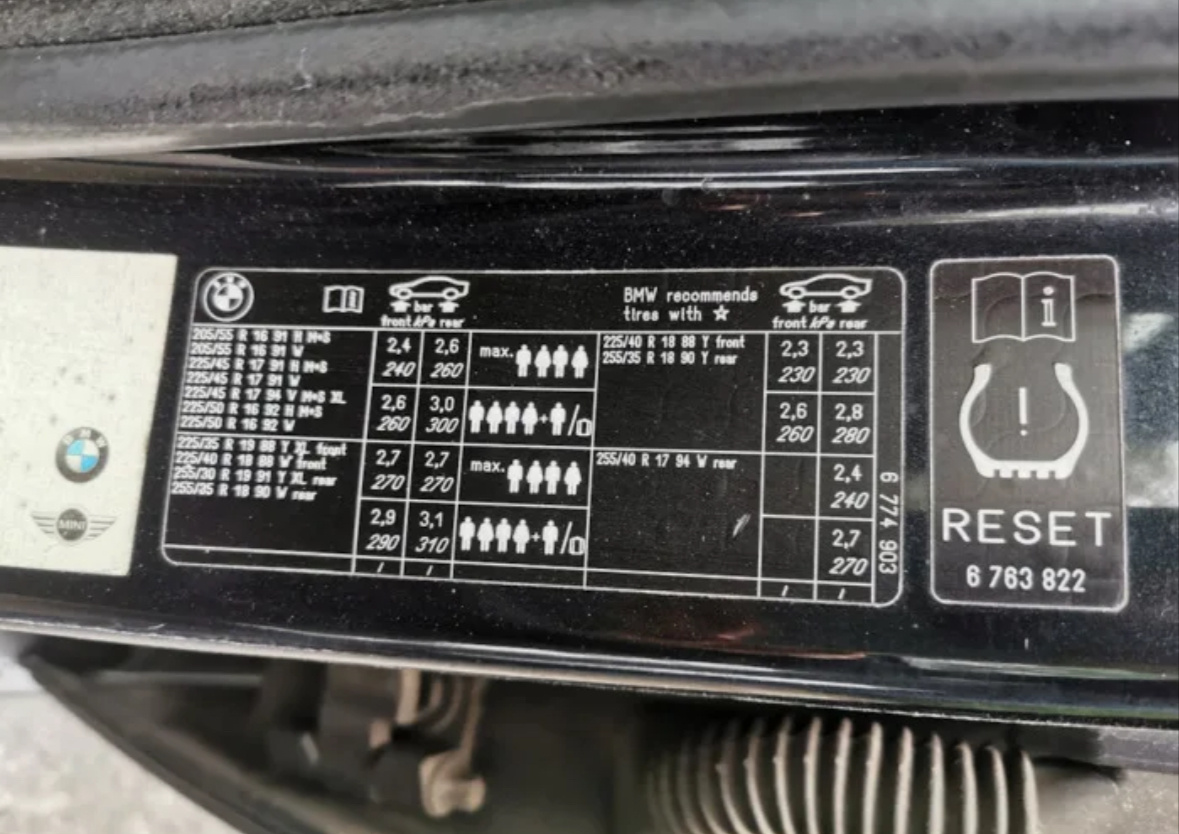 BMW recommends
tires with ☆
bar
front kPa rear
bar
front kPa rear
205/55 R 16 91 H M+S
205/55 R 16 91 W
225/45 R 17 91 H M+S
225/45 R 17 91 W
225/45 R 17 94 V M+S XL
225/50 R 16 92 H M+S
225/50 R 16 92 W
2,4 2,6
240 260
max.
2,6 3,0
260 300
+ /
225/40 R 18 88 Y front
255/35 R 18 90 Y rear
2,3 2,3
230 230
2,6 2,8
260 280
225/35 R 19 88 Y XL front
225/40 R 18 88 W front
255/30 R 19 91 Y XL rear
255/35 R 18 90 W rear
2,7 2,7
270 270
max.
2,9 3,1
290 310
+ /
/ /
255/40 R 17 94 W rear
2,4
240
2,7
270
/ /
6 774 903
i
!
RESET
6 763 822
BMW
MINI